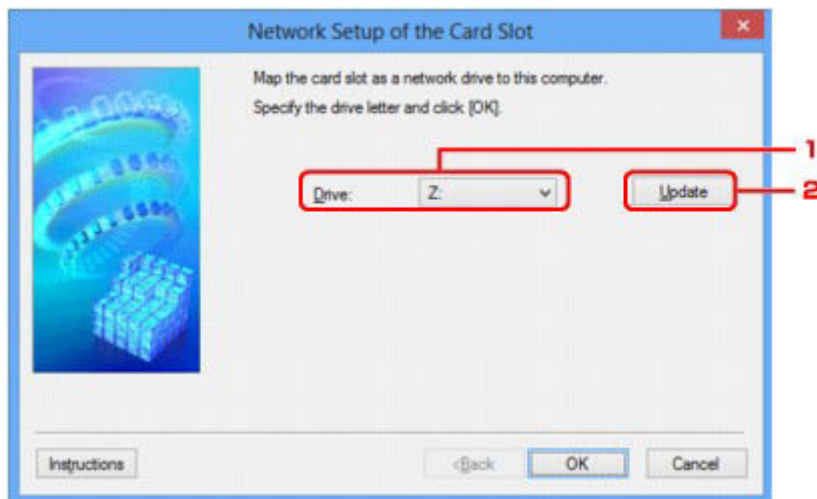 Network Setup of the Card Slot
x
Map the card slot as a network drive to this computer.
Specify the drive letter and click [OK].
1
Drive: Z: Update
2
Instructions <Back OK Cancel